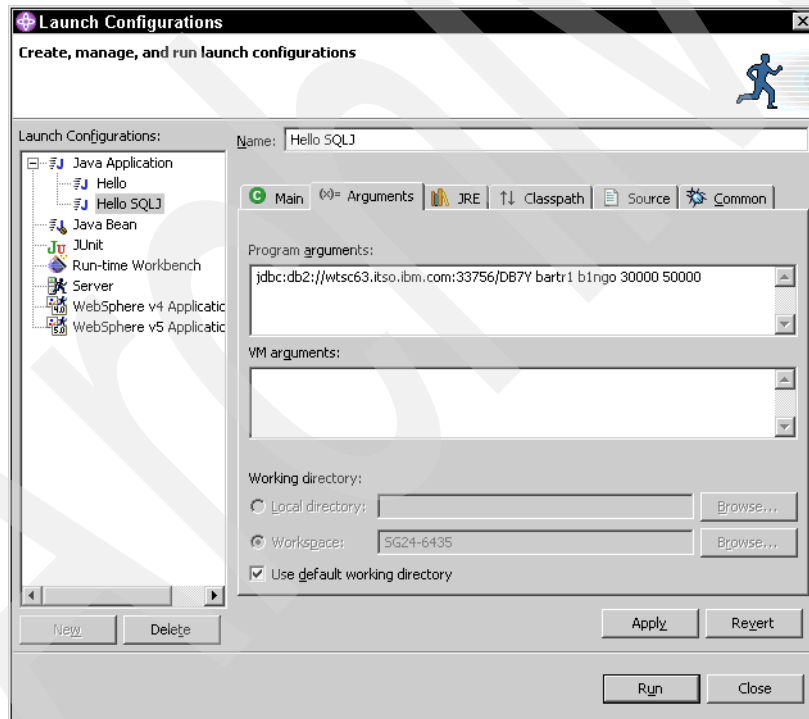 Launch Configurations
Create, manage, and run launch configurations
Launch Configurations:
Java Application
Hello
Hello SQLJ
Java Bean
JUnit
Run-time Workbench
Server
WebSphere v4 Applicatic
WebSphere v5 Applicatic
New
Delete
Name: Hello SQLJ
Main (x)= Arguments JRE Classpath Source Common
Program arguments:
jdbc:db2://wtsc63.itso.ibm.com:33756/DB7Y bartr1 b1ngo 30000 50000
VM arguments:
Working directory:
Local directory: Browse...
Workspace: SG24-6435 Browse...
Use default working directory
Apply Revert
Run Close